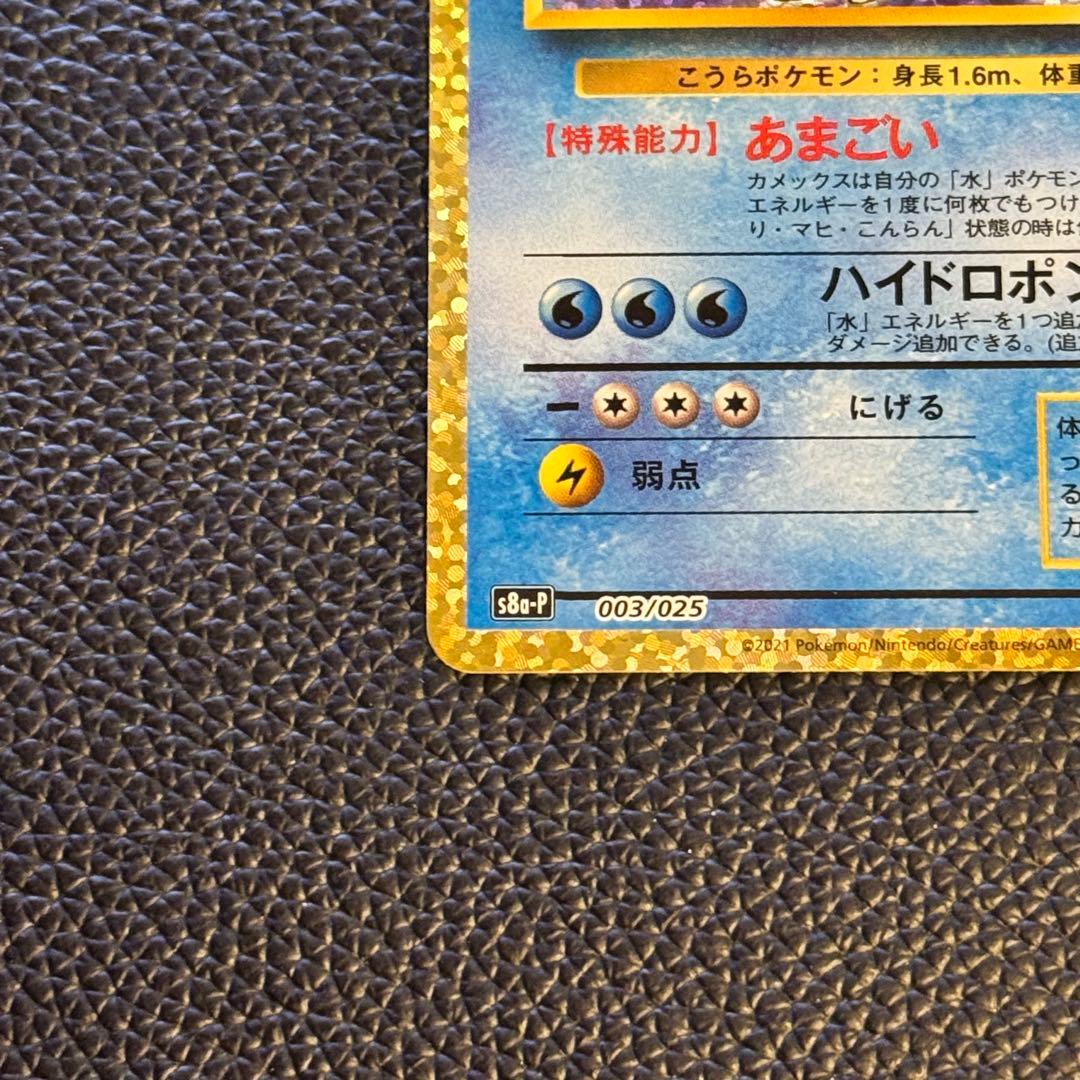 こうらポケモン：身長1.6m、体重
【特殊能力】 あまごい
カメックスは自分の「水」ポケモン
エネルギーを1度に何枚でもつけ
り・マヒ・こんらん」状態の時は
ハイドロポン
「水」エネルギーを1つ追加
ダメージ追加できる。(追
ー にげる
弱点
体
っ
る
力
s8a-P 003/025
©2021 Pokémon/Nintendo/Creatures/GAME